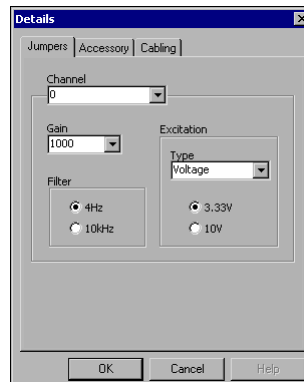 Details
Jumpers Accessory Cabling
Channel
0
Gain
1000
Excitation
Type
Voltage
Filter
4Hz
10kHz
3.33V
10V
OK Cancel Help